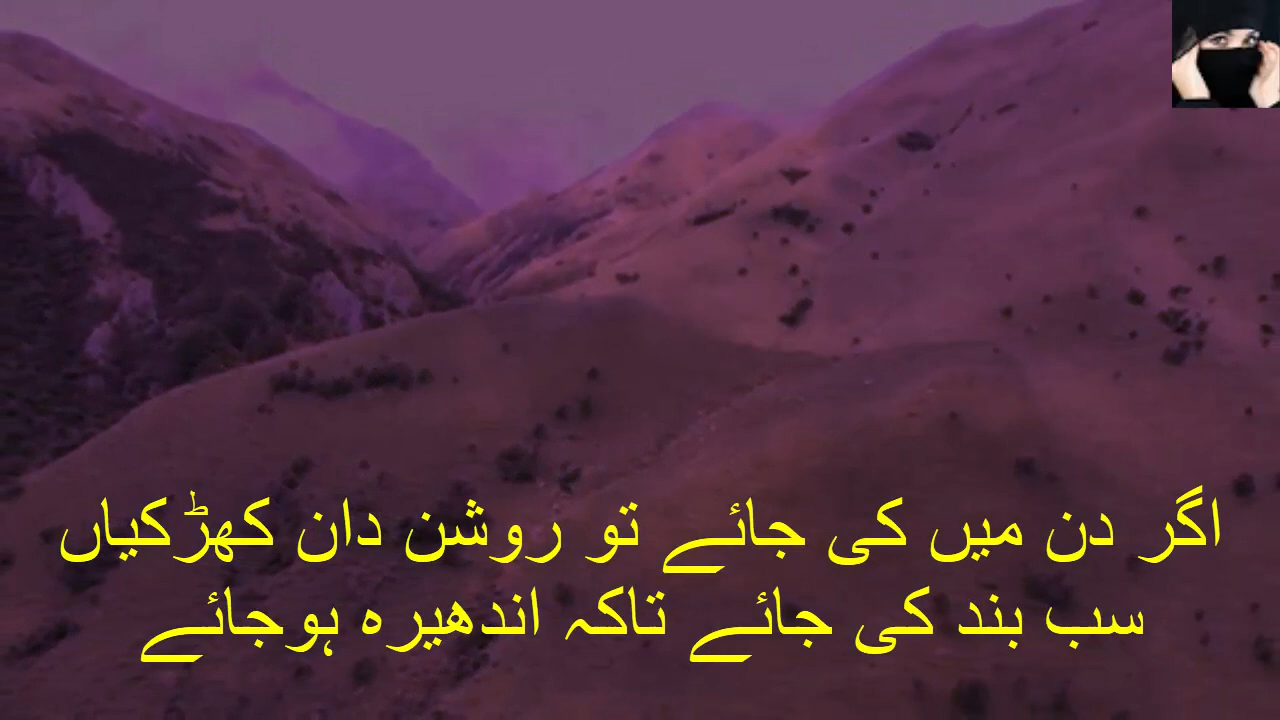 اگر دن میں کی جائے تو روشن دان کھڑکیاں
سب بند کی جائے تاکہ اندھیرہ ہوجائے